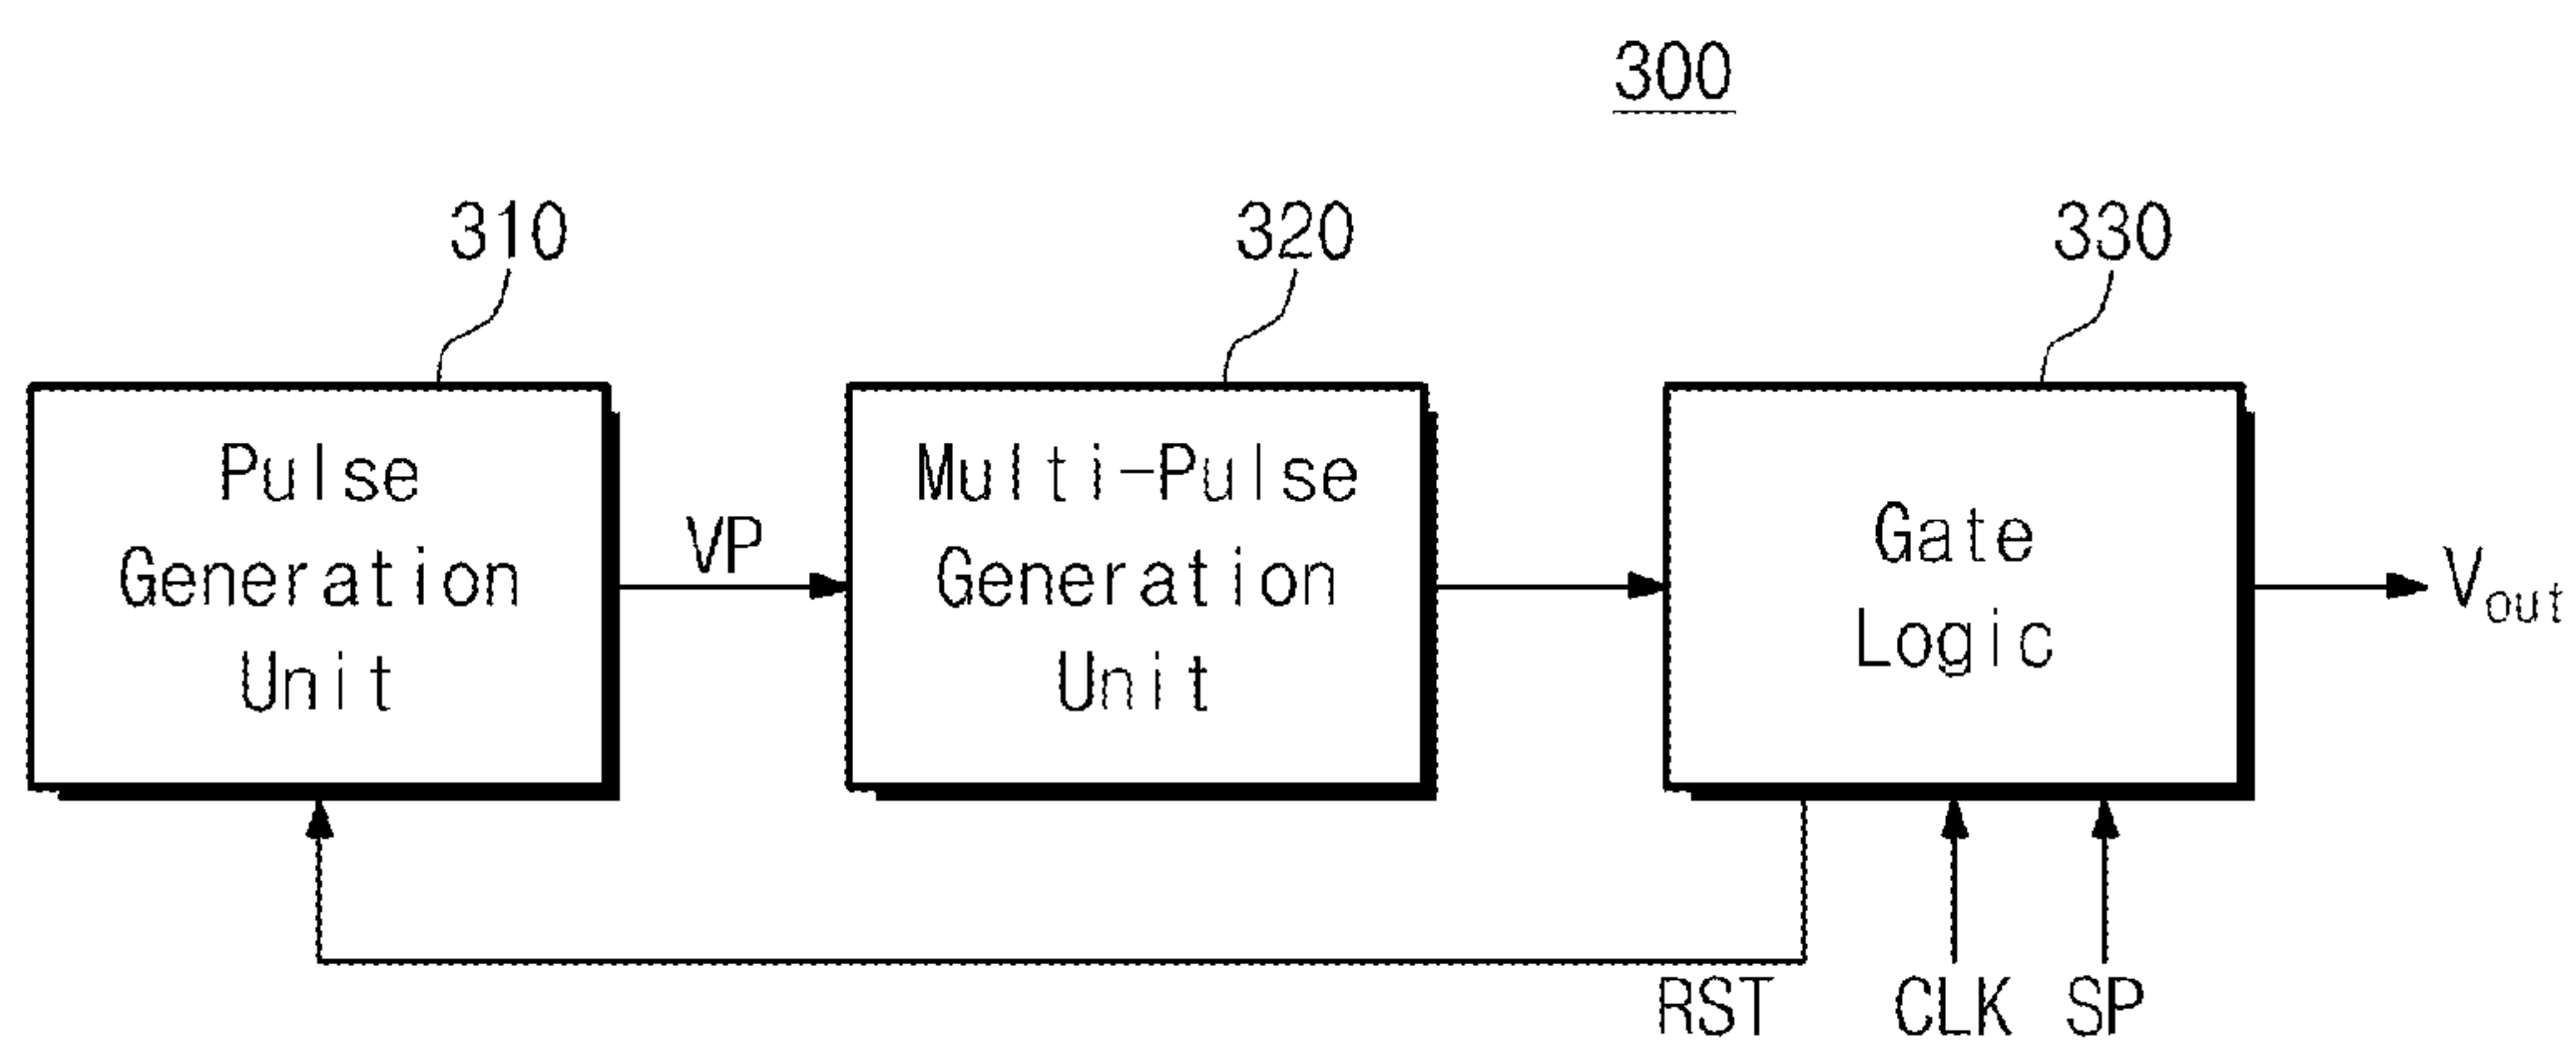 300
310
320
330
Pulse
Generation
Unit
VP
Multi-Pulse
Generation
Unit
Gate
Logic
Vout
RST
CLK
SP